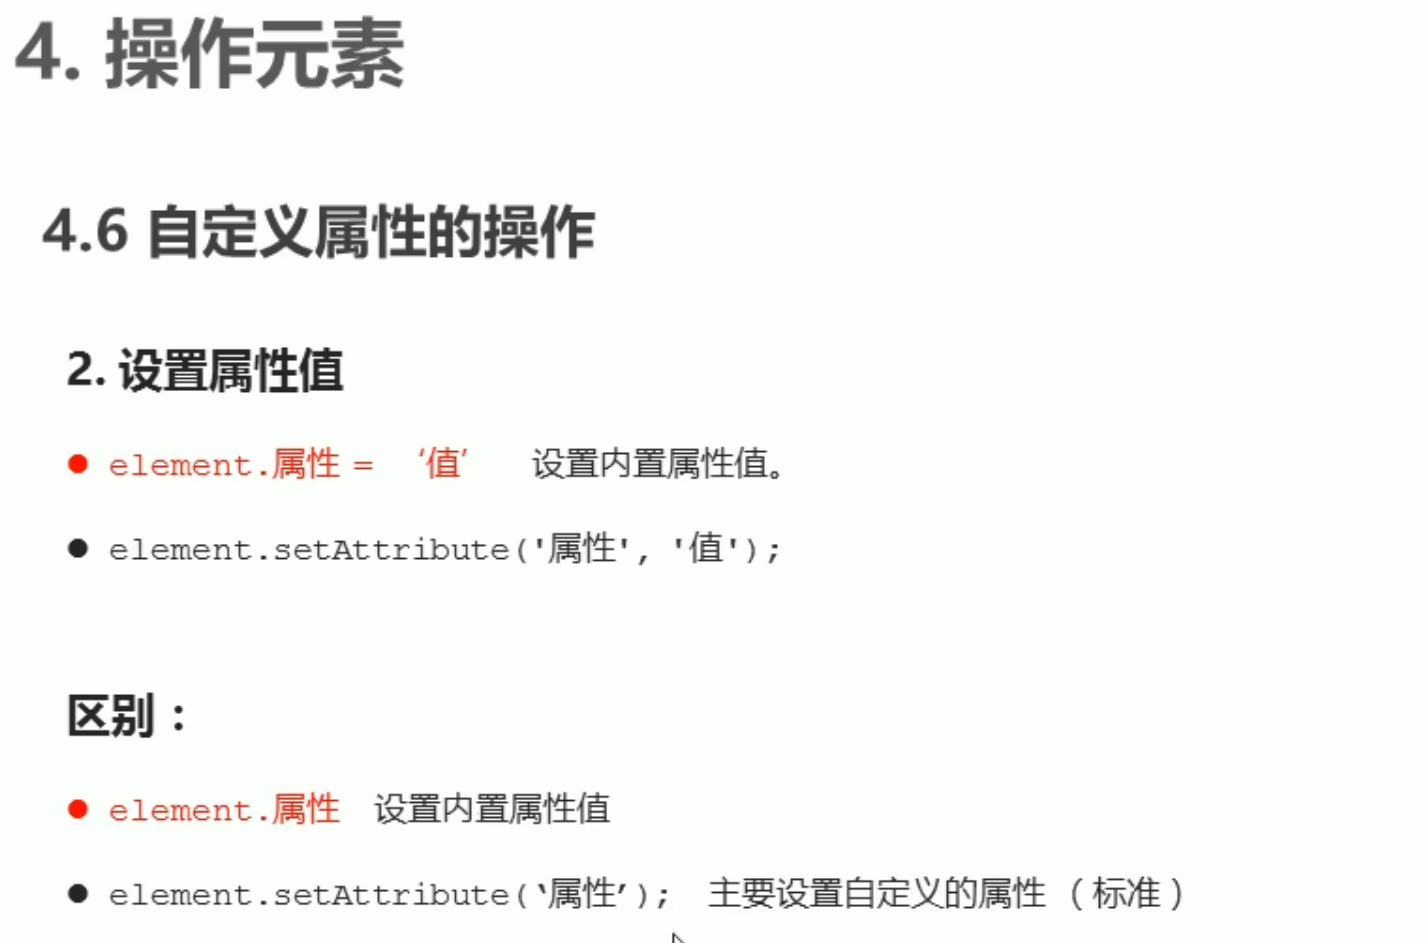 4. 操作元素
4.6 自定义属性的操作
2. 设置属性值
● element.属性 = ‘值’ 设置内置属性值。
● element.setAttribute('属性', '值');
区别：
● element.属性 设置内置属性值
● element.setAttribute(‘属性’); 主要设置自定义的属性（标准）